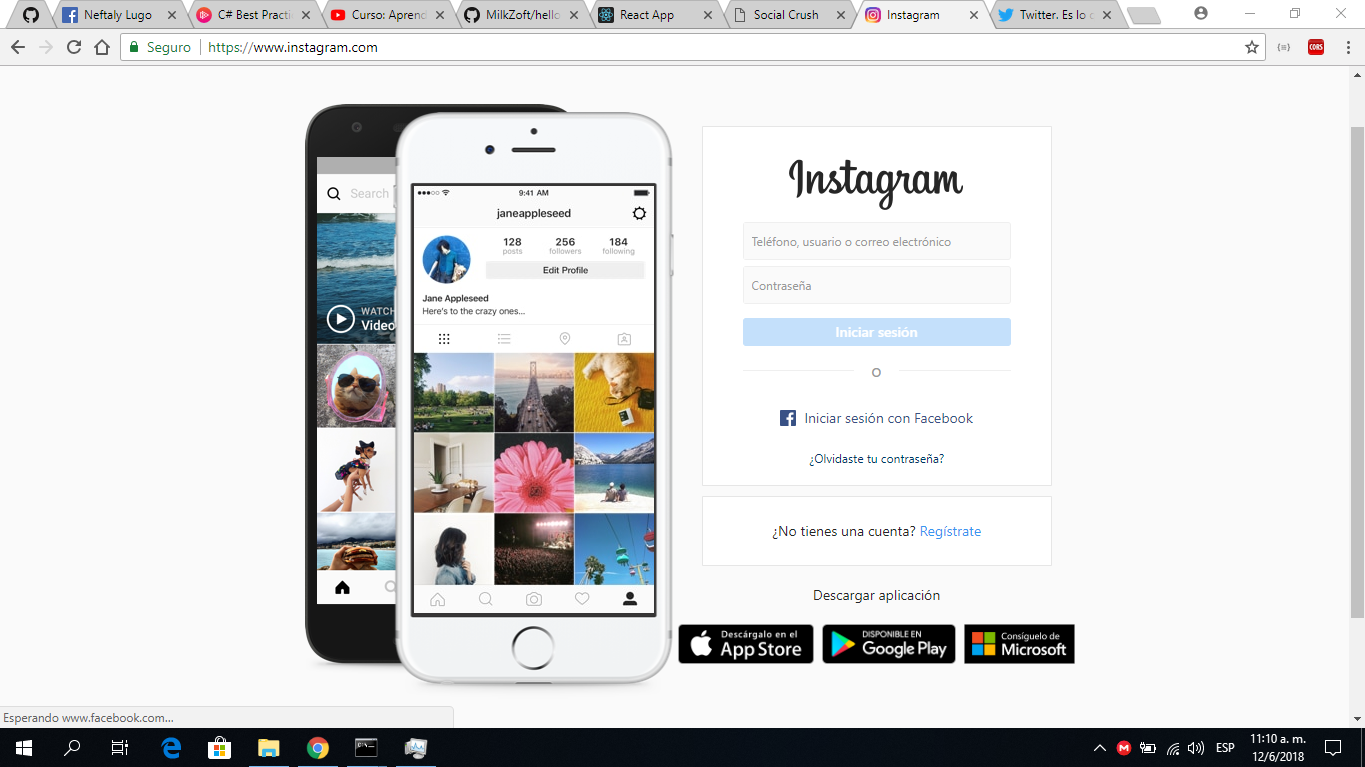 Neftaly Lugo
C# Best Practi
Curso: Aprend
MilkZoft/hello
React App
Social Crush
Instagram
Twitter. Es lo
Seguro
https://www.instagram.com
CORS
Search
WATCH
Video
9:41 AM
janeappleseed
128 256 184
posts followers following
Edit Profile
Jane Appleseed
Here's to the crazy ones...
Instagram
Teléfono, usuario o correo electrónico
Contraseña
Iniciar sesión
O
Iniciar sesión con Facebook
¿Olvidaste tu contraseña?
¿No tienes una cuenta? Regístrate
Descargar aplicación
Descárgalo en el
App Store
DISPONIBLE EN
Google Play
Consíguelo de
Microsoft
Esperando www.facebook.com...
ESP
11:10 a. m.
12/6/2018